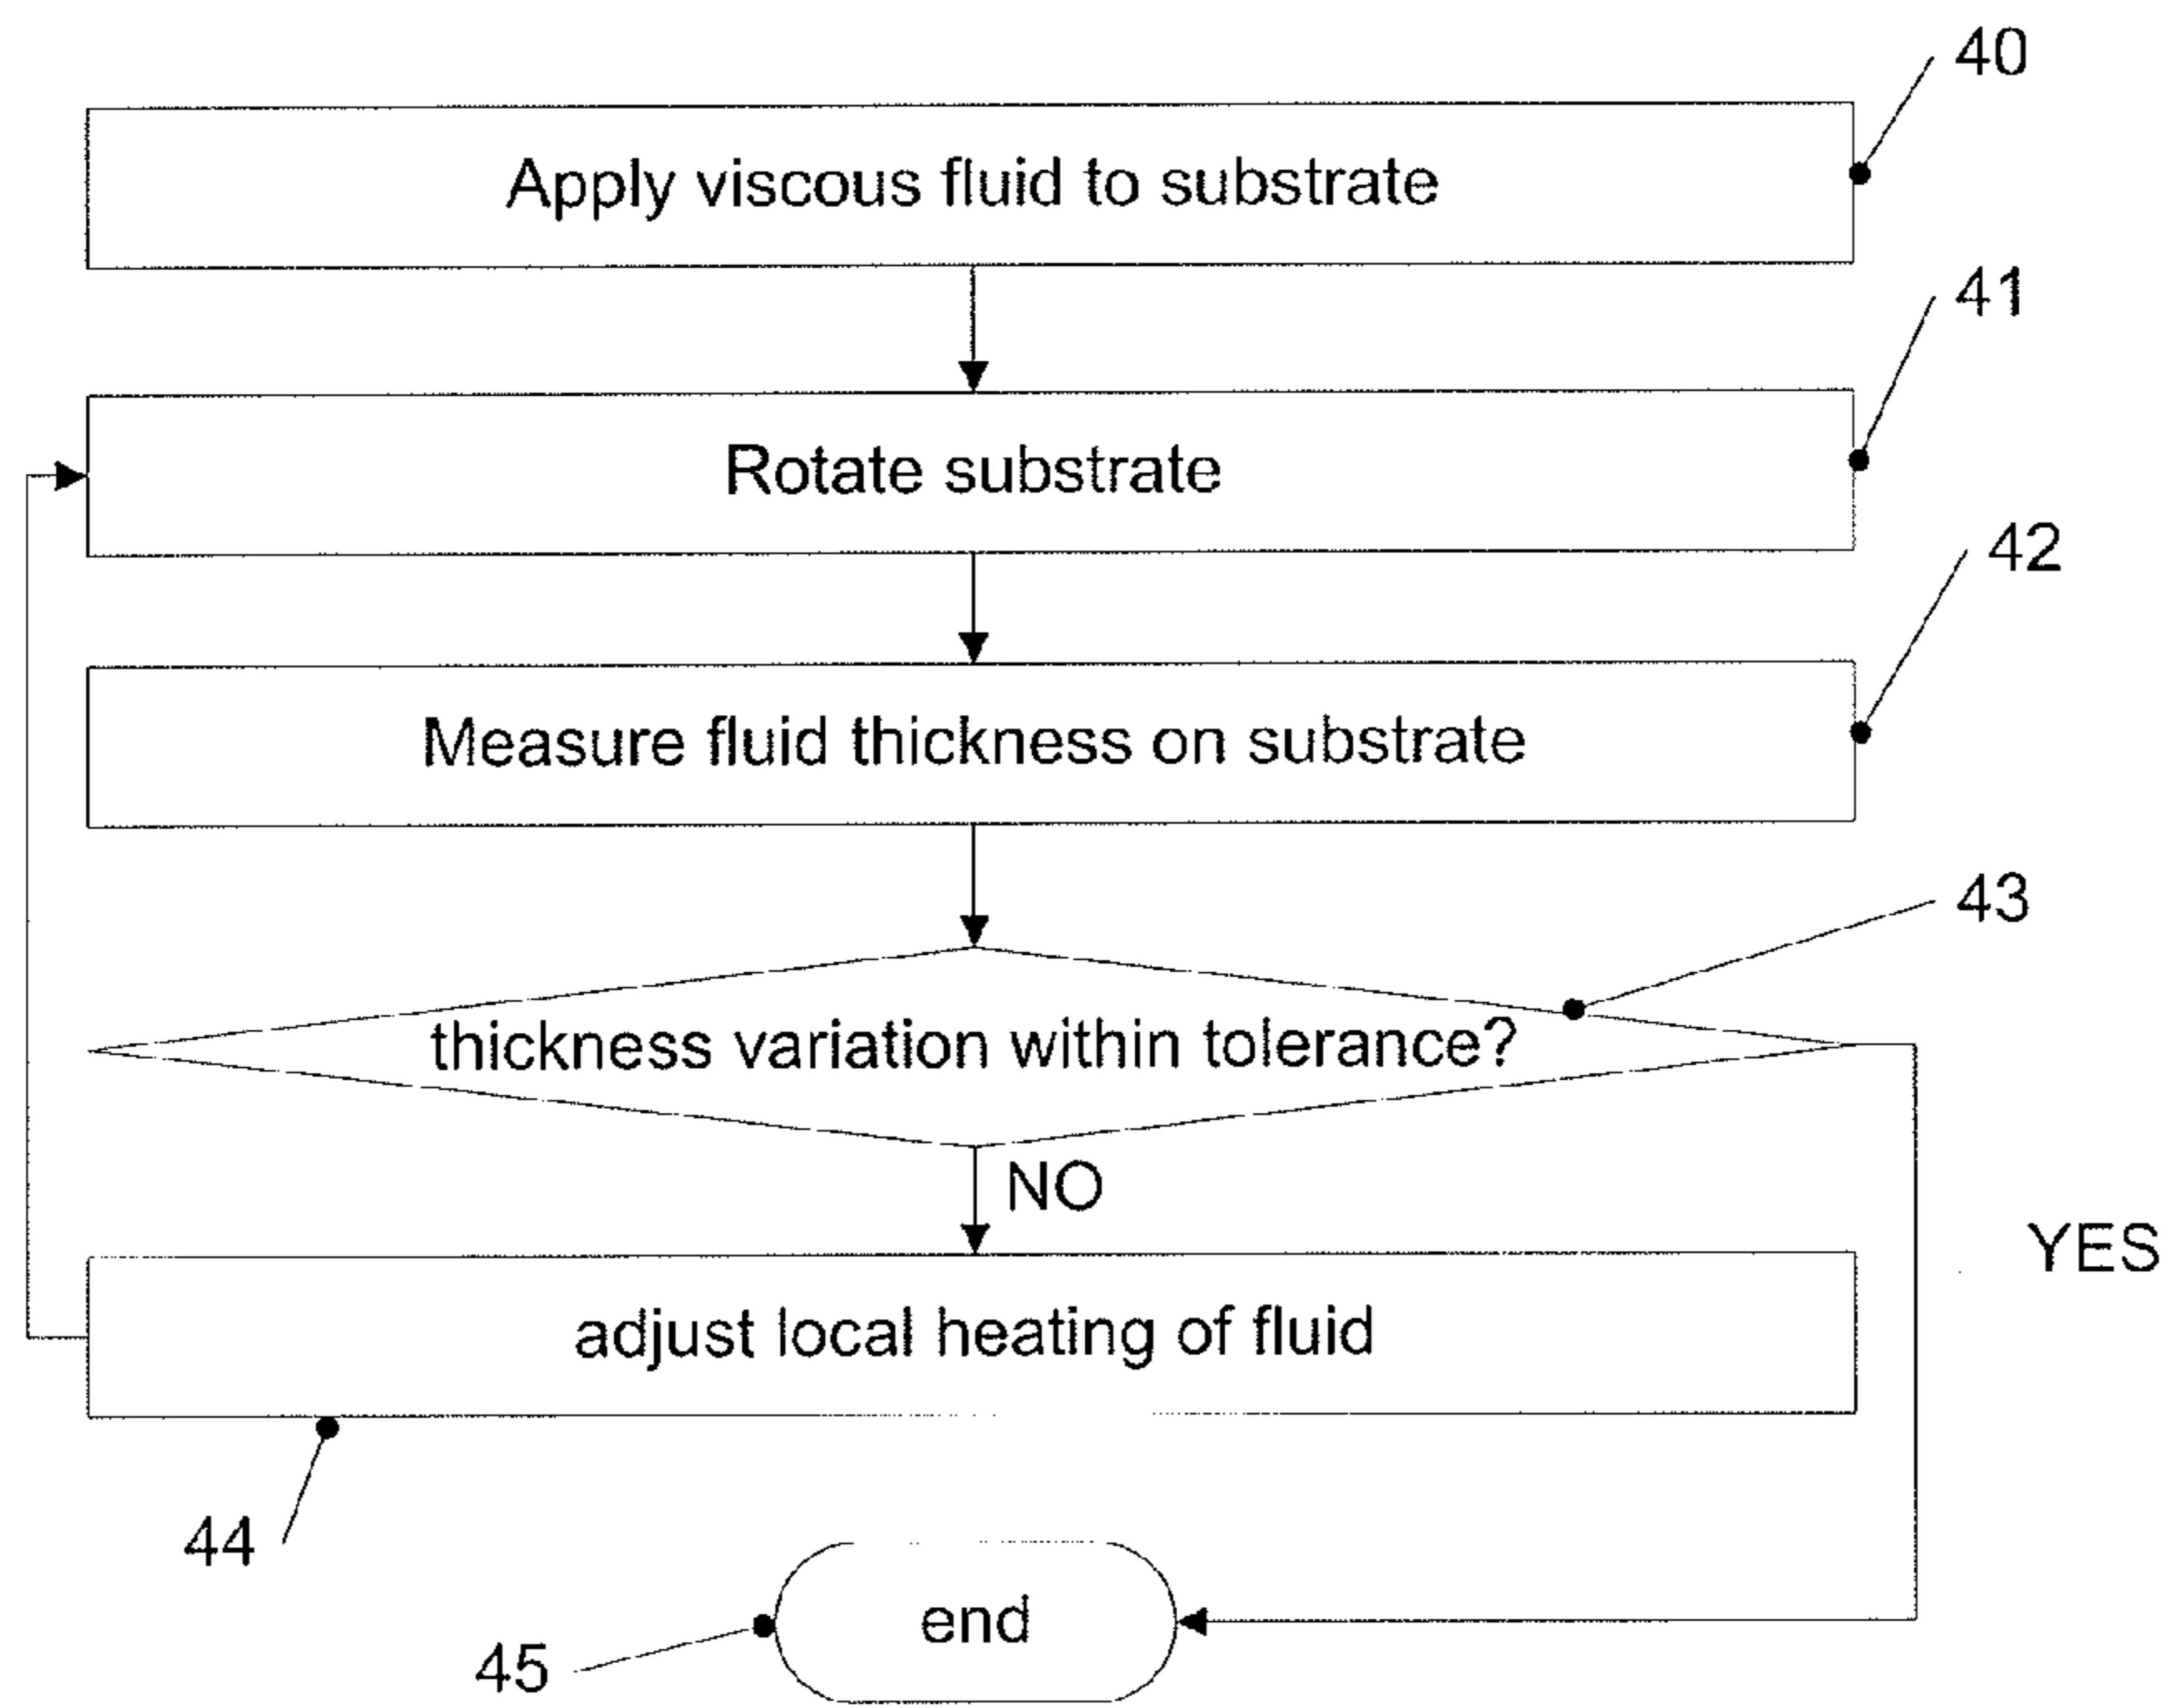 40
Apply viscous fluid to substrate
41
Rotate substrate
42
Measure fluid thickness on substrate
43
thickness variation within tolerance?
NO
YES
adjust local heating of fluid
44
end
45